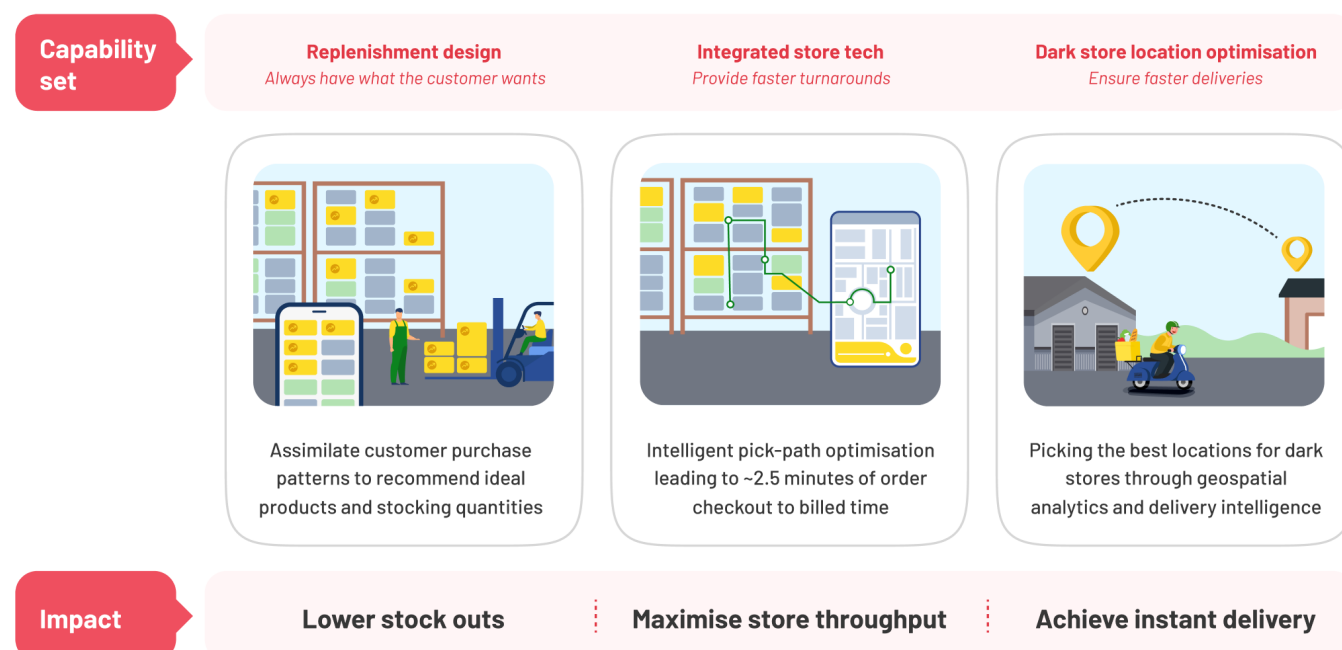 Capability
set
Replenishment design
Always have what the customer wants
Integrated store tech
Provide faster turnarounds
Dark store location optimisation
Ensure faster deliveries
Assimilate customer purchase
patterns to recommend ideal
products and stocking quantities
Intelligent pick-path optimisation
leading to ~2.5 minutes of order
checkout to billed time
Picking the best locations for dark
stores through geospatial
analytics and delivery intelligence
Impact
Lower stock outs
Maximise store throughput
Achieve instant delivery